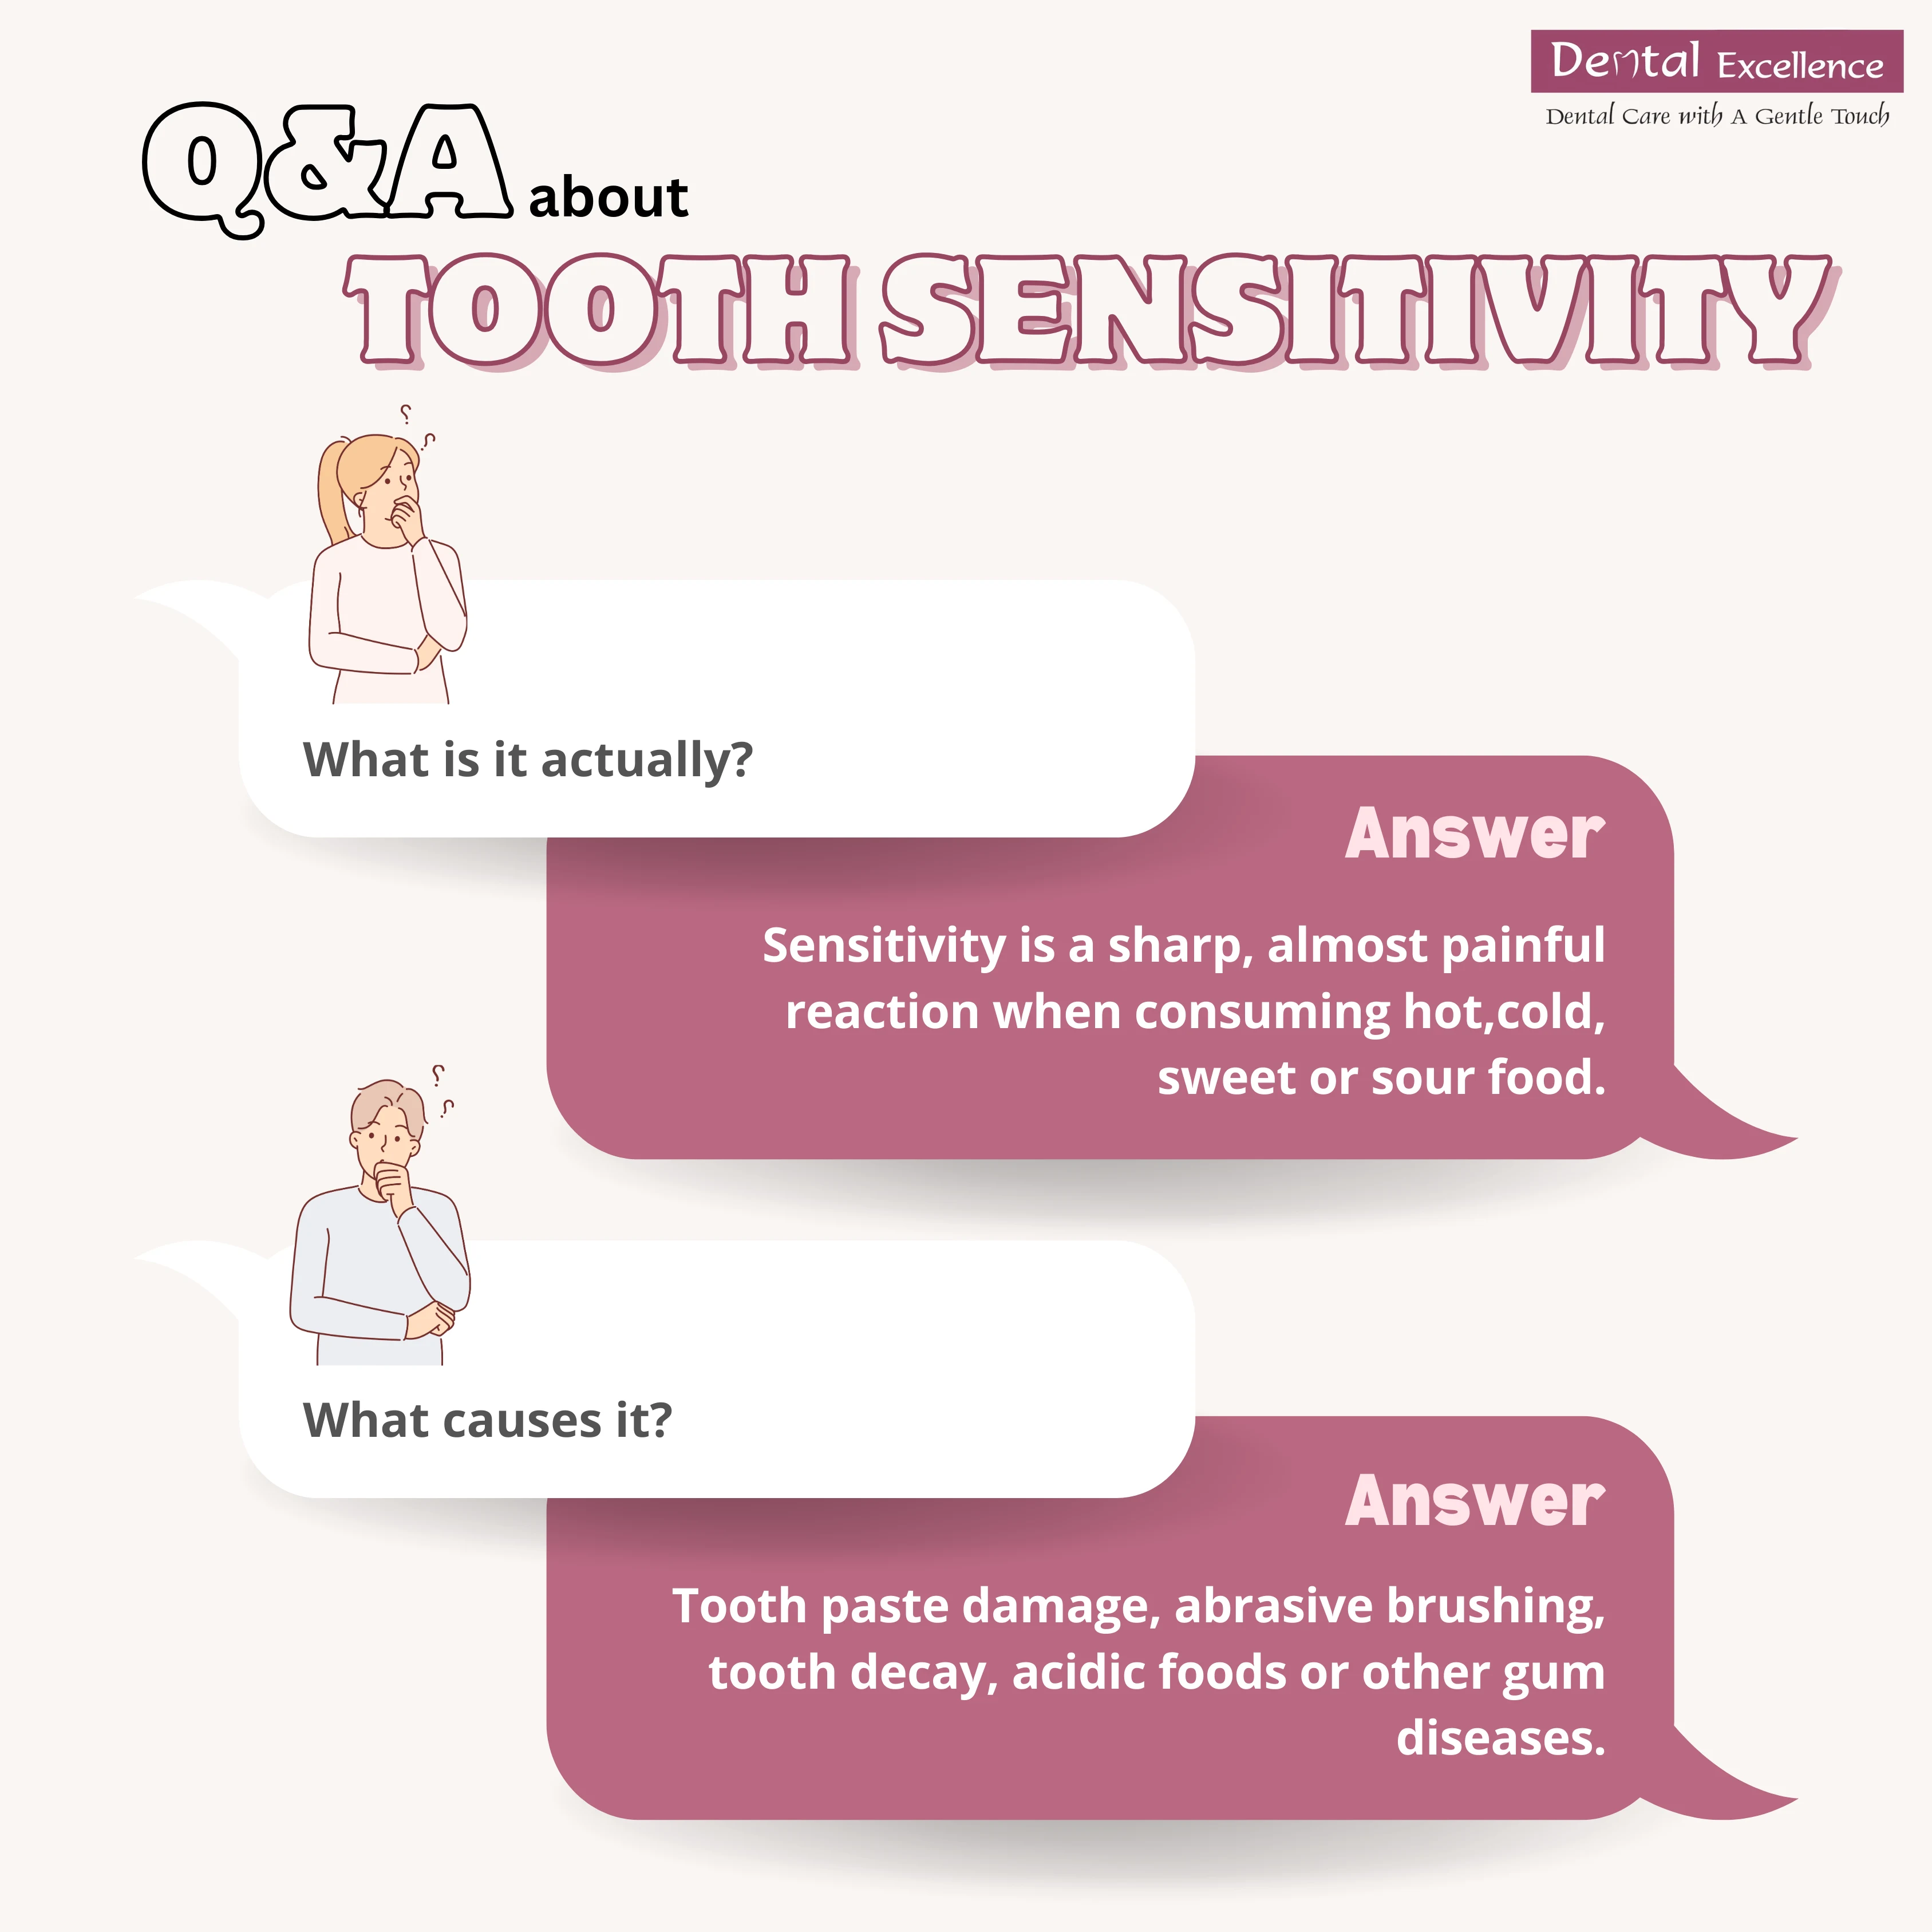 Dental Excellence
Dental Care with A Gentle Touch
Q&A about
TOOTH SENSITIVITY
What is it actually?
Answer
Sensitivity is a sharp, almost painful
reaction when consuming hot,cold,
sweet or sour food.
What causes it?
Answer
Tooth paste damage, abrasive brushing,
tooth decay, acidic foods or other gum
diseases.